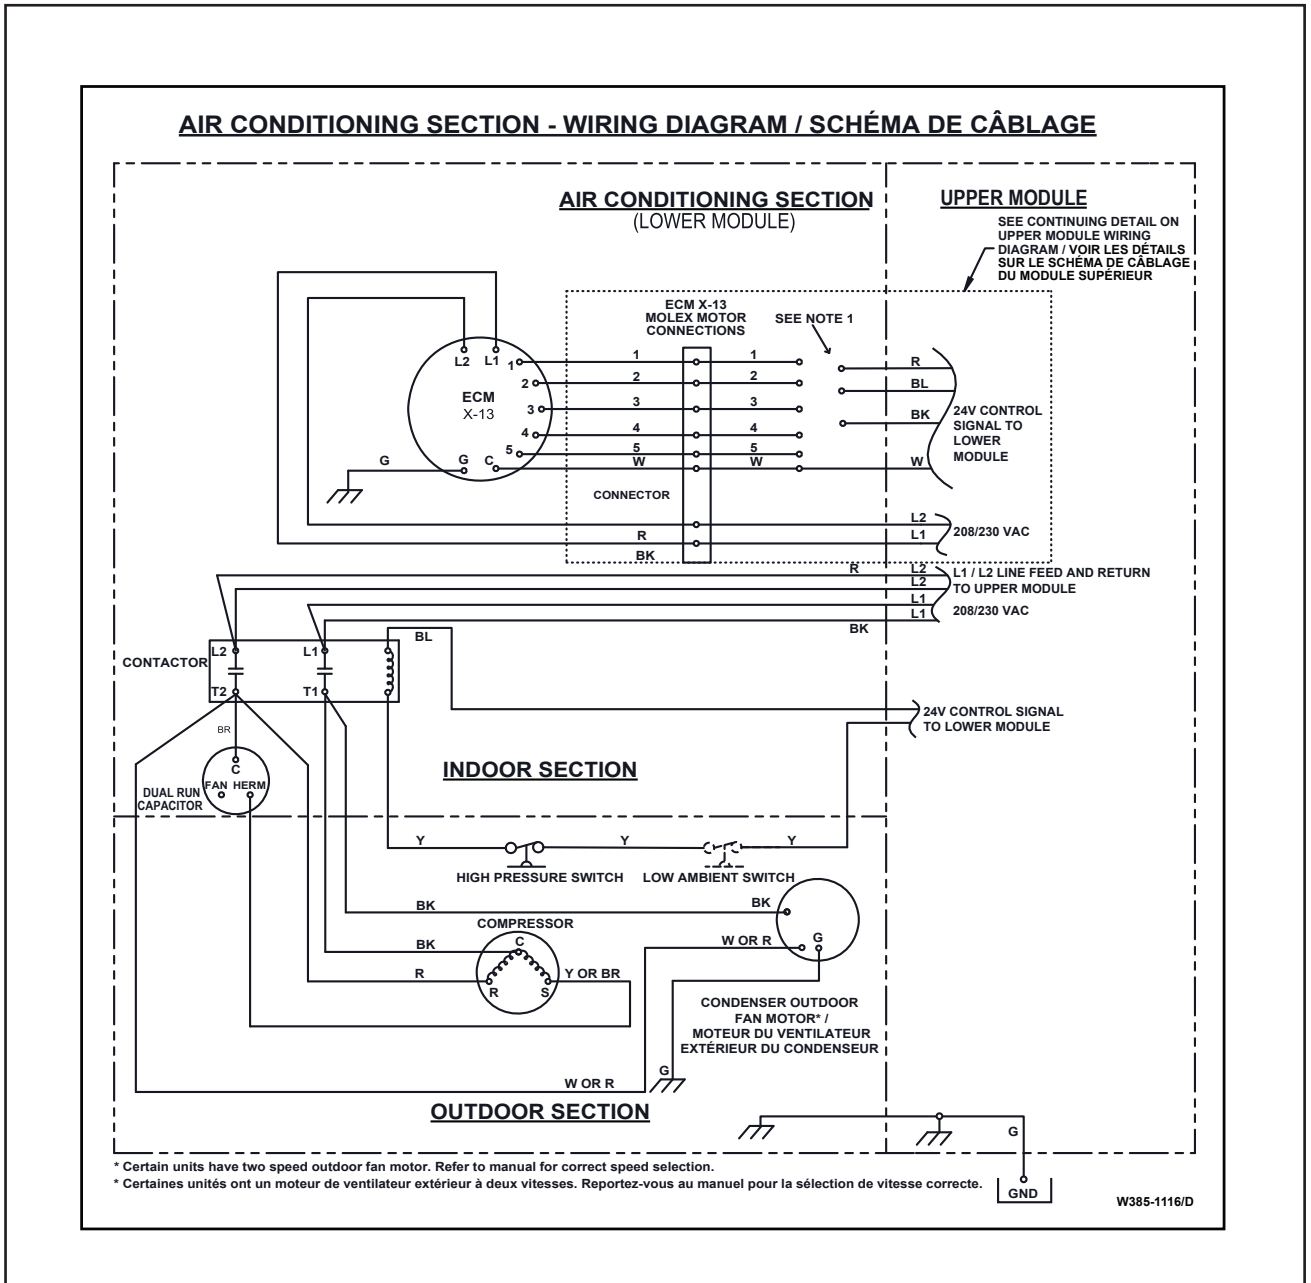 AIR CONDITIONING SECTION - WIRING DIAGRAM / SCHÉMA DE CÂBLAGE
AIR CONDITIONING SECTION
(LOWER MODULE)
UPPER MODULE
SEE CONTINUING DETAIL ON
UPPER MODULE WIRING
DIAGRAM / VOIR LES DÉTAILS
SUR LE SCHÉMA DE CÂBLAGE
DU MODULE SUPÉRIEUR
ECM X-13
MOLEX MOTOR
CONNECTIONS
SEE NOTE 1
L2 L1 1 1 1
2 2 2
3 3 3
4 4 4
5 5 5
ECM
X-13
G G C W W
R
BL
BK
W
24V CONTROL
SIGNAL TO
LOWER
MODULE
CONNECTOR
L2
R L1
208/230 VAC
BK
R L2
L2
L1 / L2 LINE FEED AND RETURN
TO UPPER MODULE
L1
L1
208/230 VAC
BK
BL
CONTACTOR
L2 L1
T2 T1
24V CONTROL SIGNAL
TO LOWER MODULE
BR
C
FAN HERM
DUAL RUN
CAPACITOR
INDOOR SECTION
Y Y Y
HIGH PRESSURE SWITCH LOW AMBIENT SWITCH
BK BK
COMPRESSOR
BK C
W OR R G
R Y OR BR
R S
CONDENSER OUTDOOR
FAN MOTOR* /
MOTEUR DU VENTILATEUR
EXTÉRIEUR DU CONDENSEUR
G
W OR R
OUTDOOR SECTION
G
* Certain units have two speed outdoor fan motor. Refer to manual for correct speed selection.
* Certaines unités ont un moteur de ventilateur extérieur à deux vitesses. Reportez-vous au manuel pour la sélection de vitesse correcte.
GND
W385-1116/D